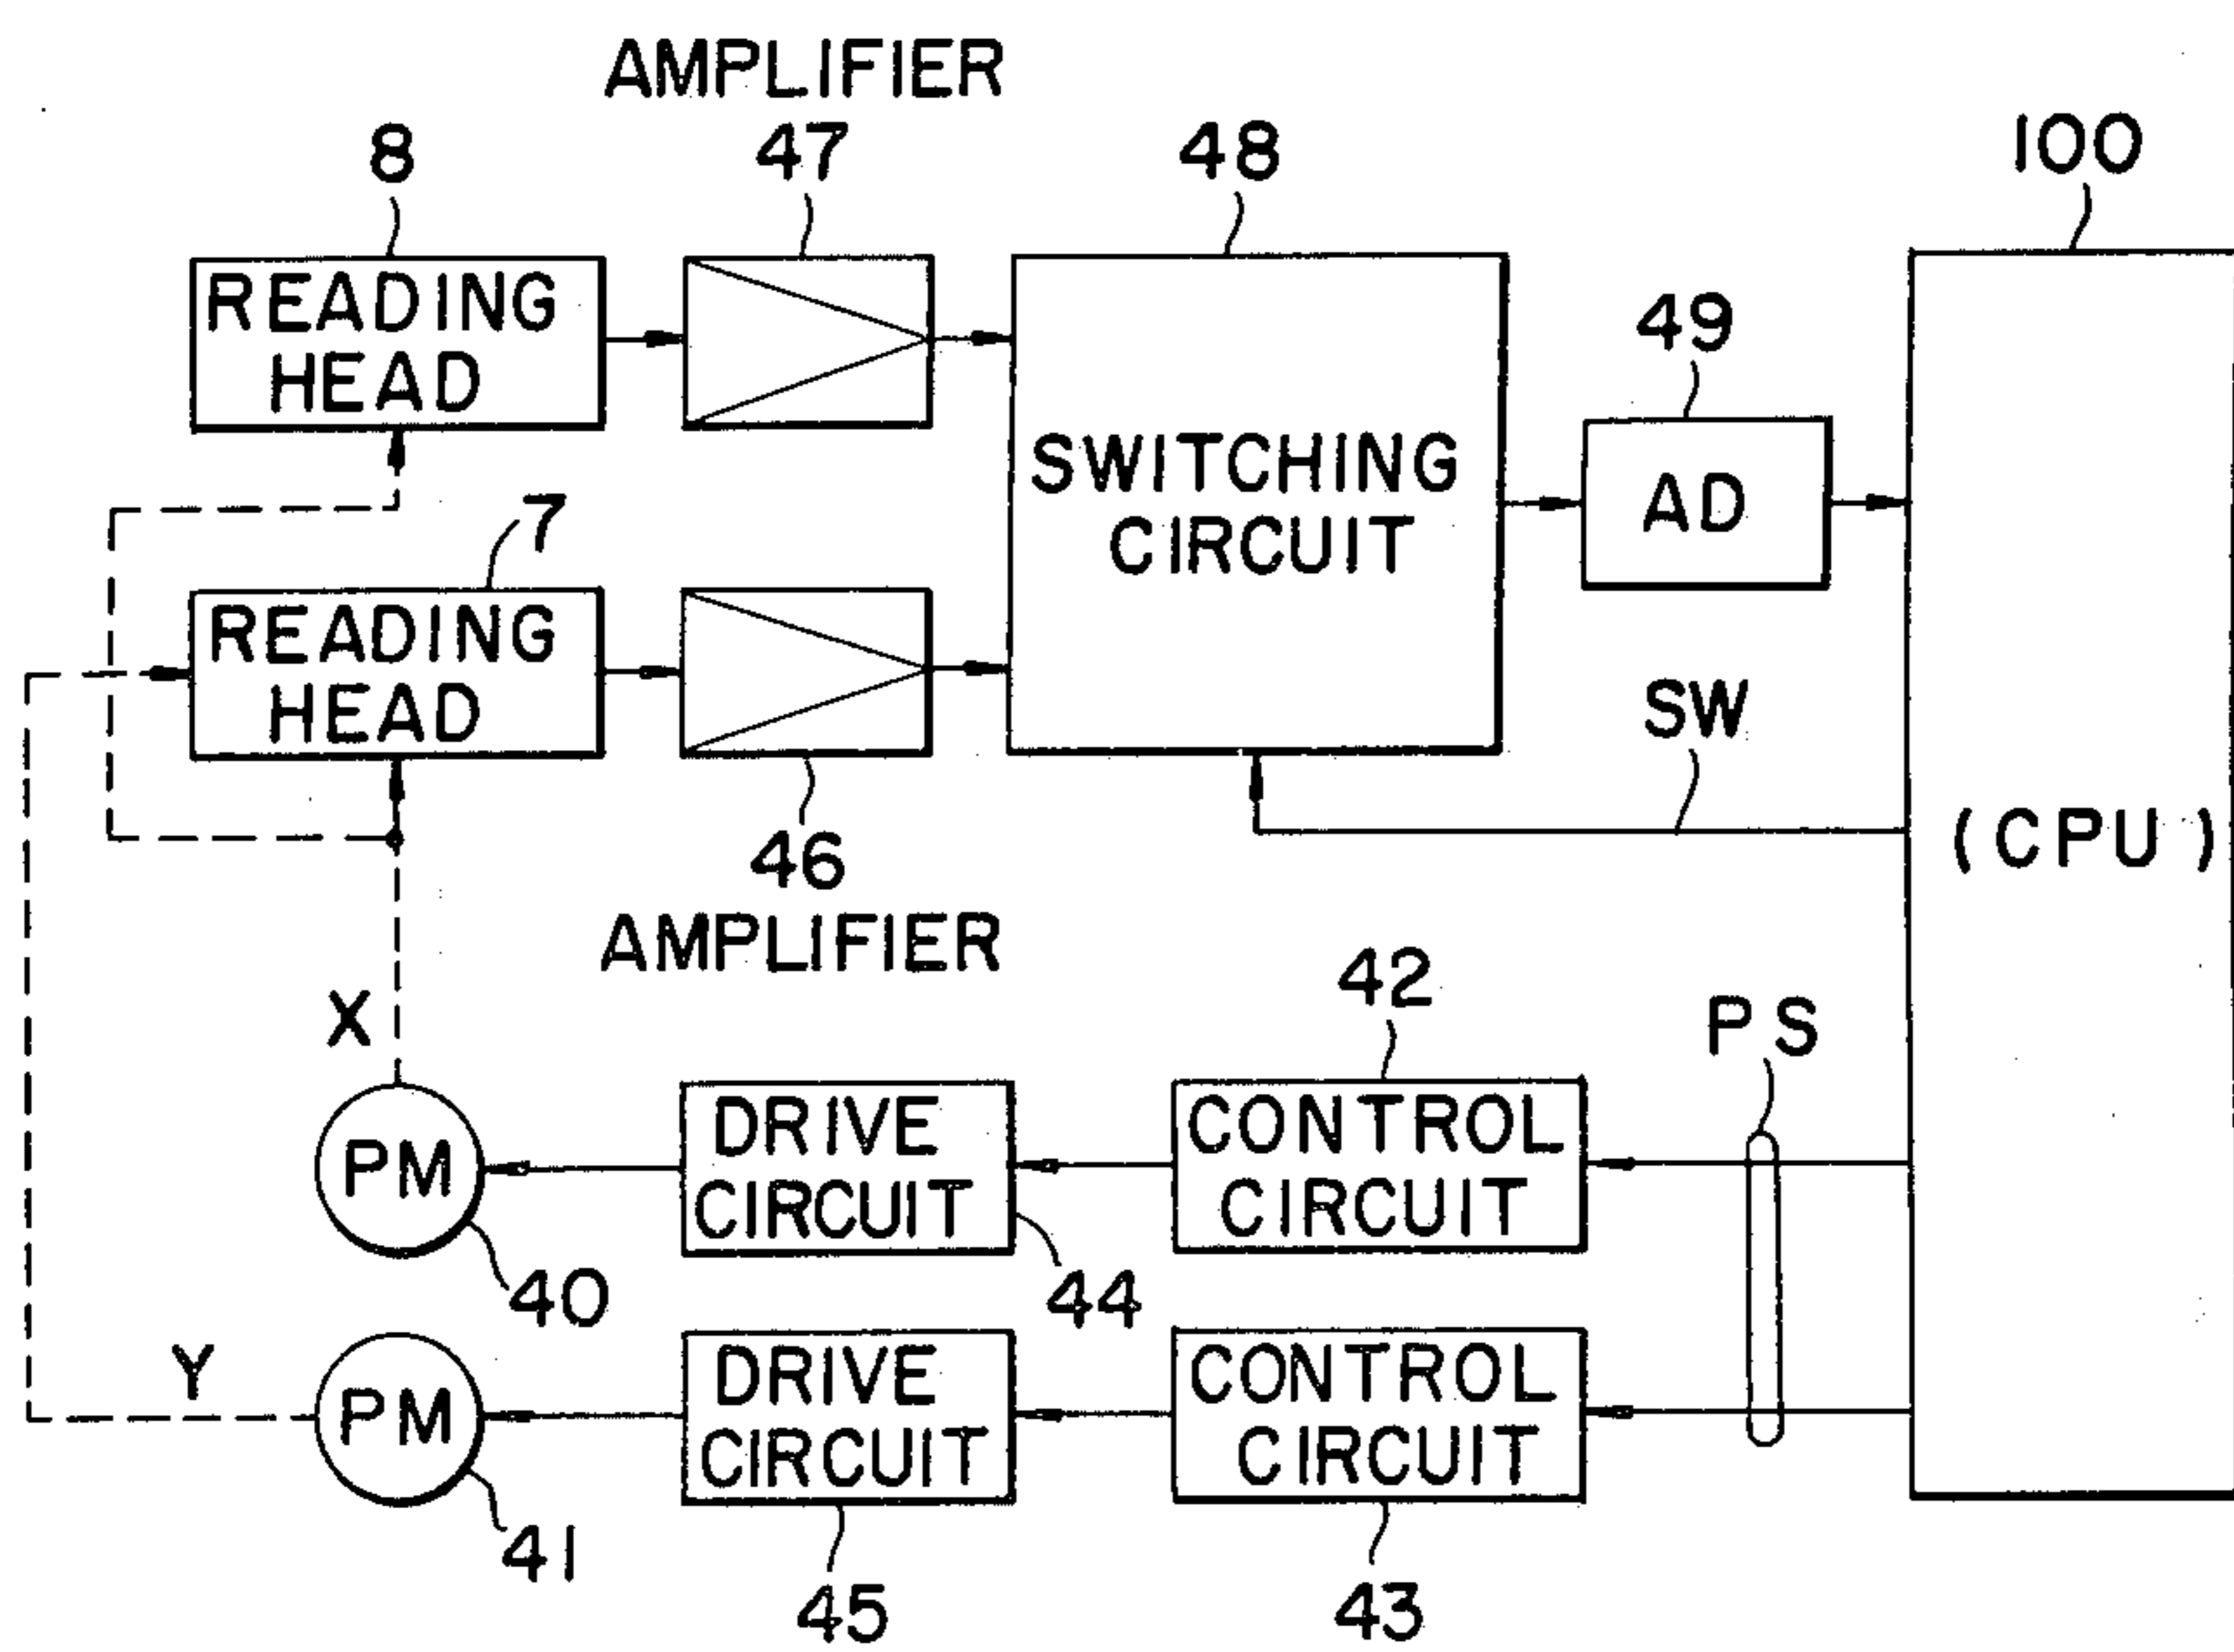 AMPLIFIER
8
47
48
100
READING
HEAD
49
SWITCHING
CIRCUIT
AD
7
READING
HEAD
SW
(CPU)
46
AMPLIFIER
X
42
PS
PM
DRIVE
CIRCUIT
CONTROL
CIRCUIT
40
44
Y
PM
DRIVE
CIRCUIT
CONTROL
CIRCUIT
41
45
43